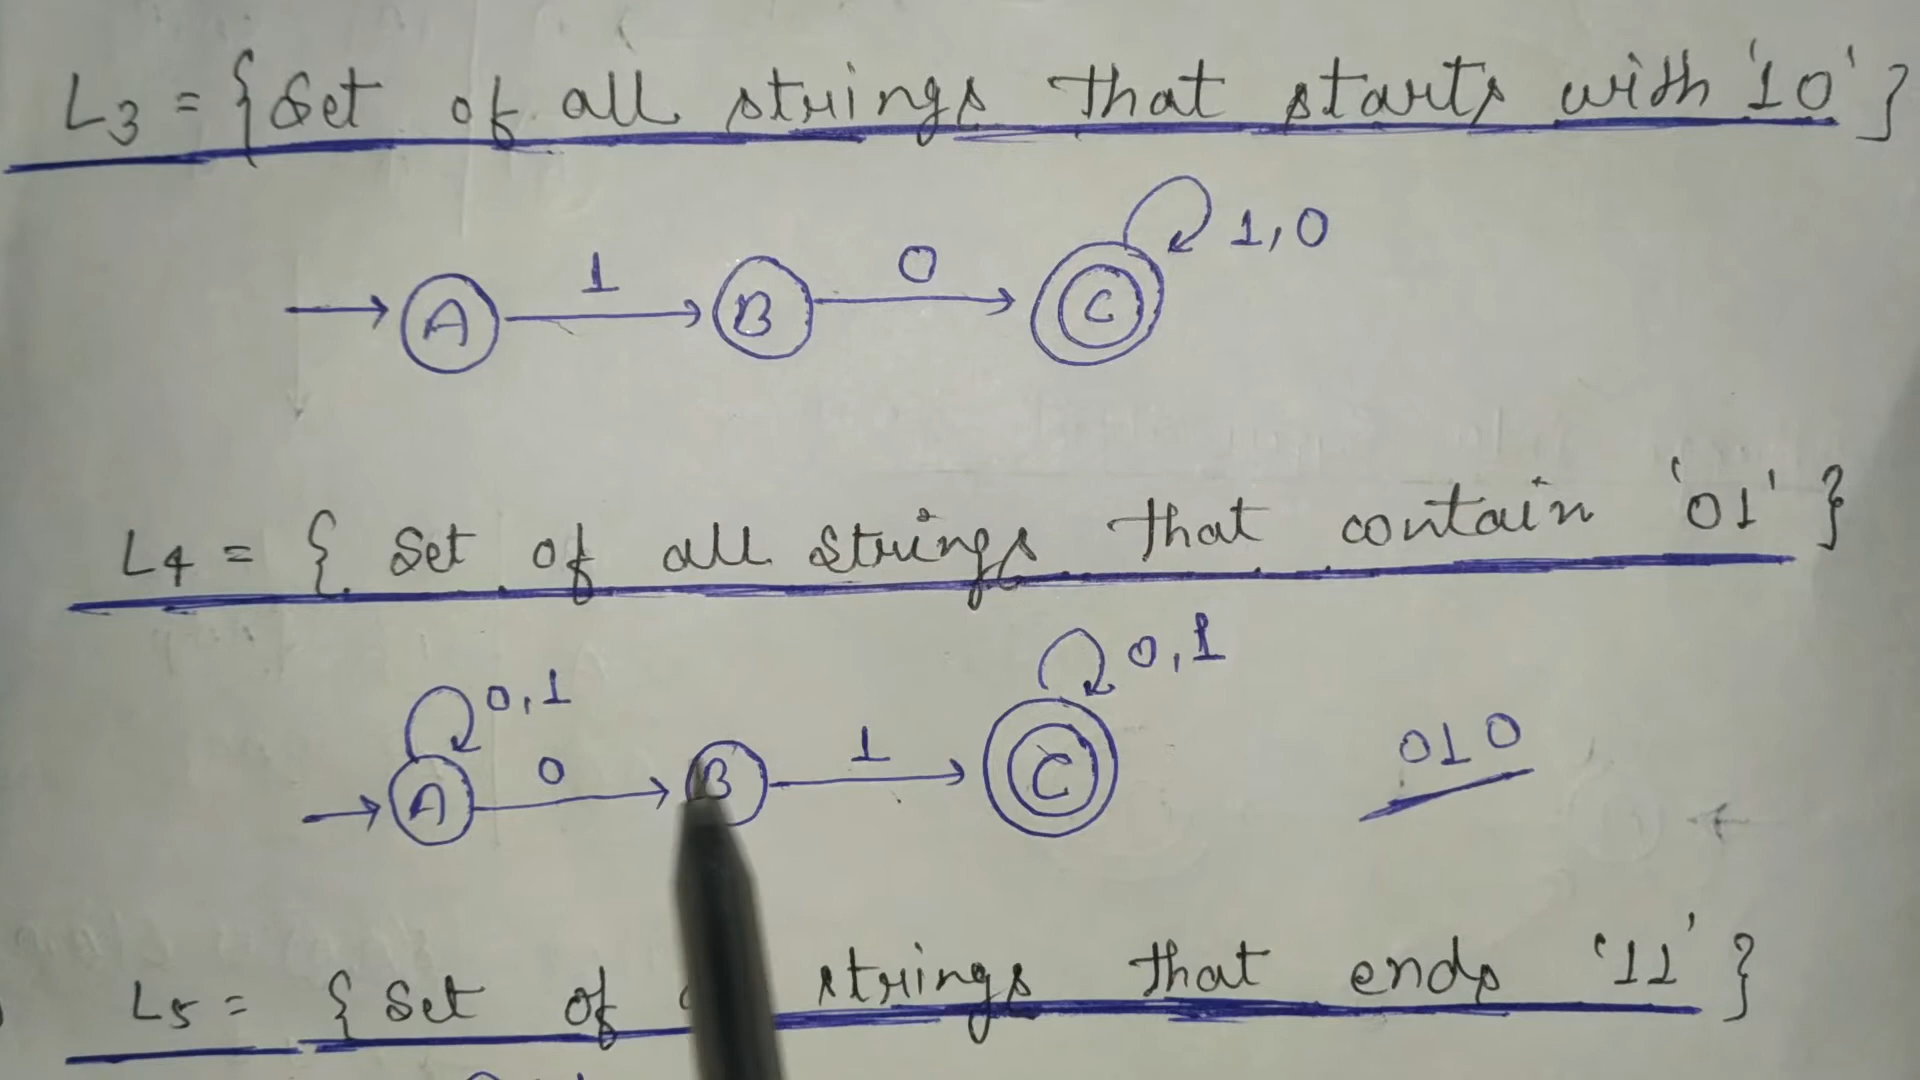 L3 = {Set of all strings that starts with '10'}
1,0
A 1 B 0 C
L4 = { Set of all strings that contain '01' }
0,1 0,1
A 0 B 1 C 010
L5 = { Set of strings that ends '11' }